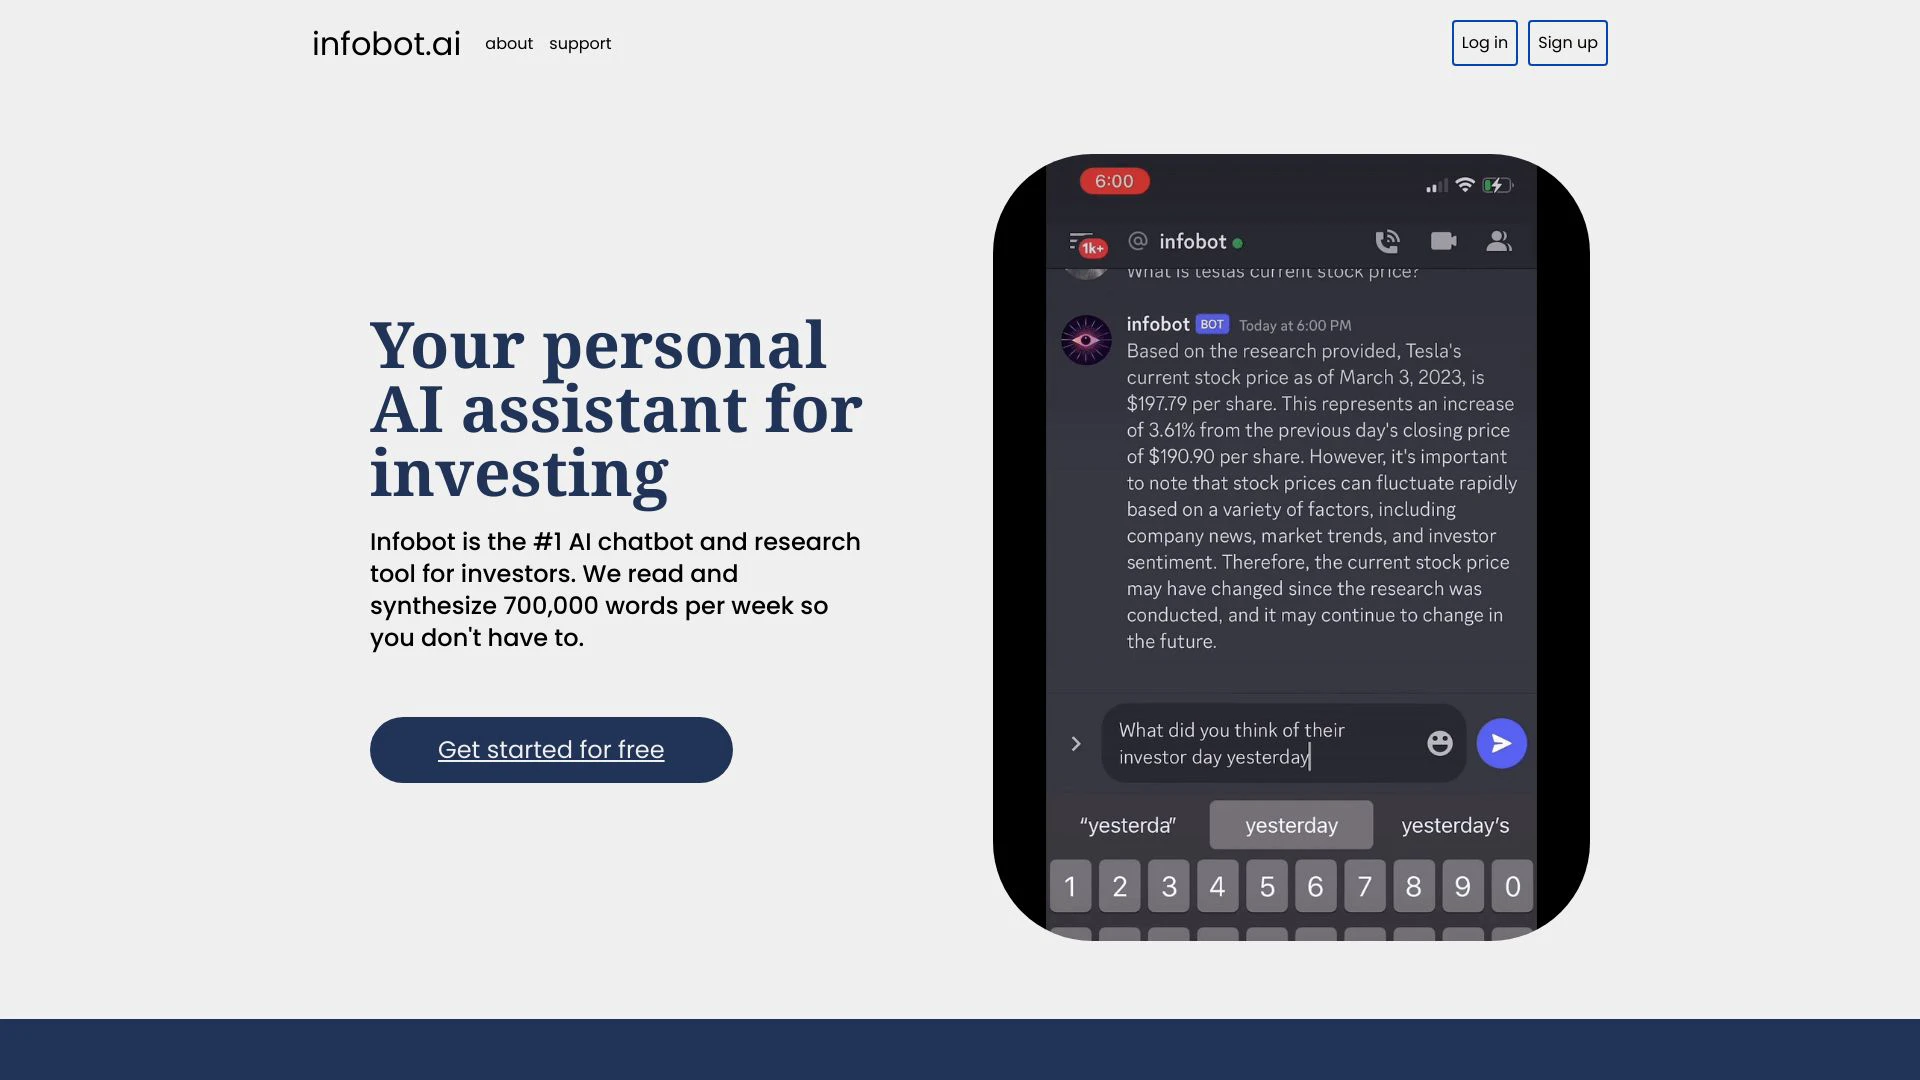 infobot.ai about support Log in Sign up
Your personal
AI assistant for
investing
Infobot is the #1 AI chatbot and research
tool for investors. We read and
synthesize 700,000 words per week so
you don't have to.
Get started for free
6:00
1k+ @ infobot
What is teslas current stock price?
infobot BOT Today at 6:00 PM
Based on the research provided, Tesla's
current stock price as of March 3, 2023, is
$197.79 per share. This represents an increase
of 3.61% from the previous day's closing price
of $190.90 per share. However, it's important
to note that stock prices can fluctuate rapidly
based on a variety of factors, including
company news, market trends, and investor
sentiment. Therefore, the current stock price
may have changed since the research was
conducted, and it may continue to change in
the future.
What did you think of their
investor day yesterday
“yesterda” yesterday yesterday's
1 2 3 4 5 6 7 8 9 0